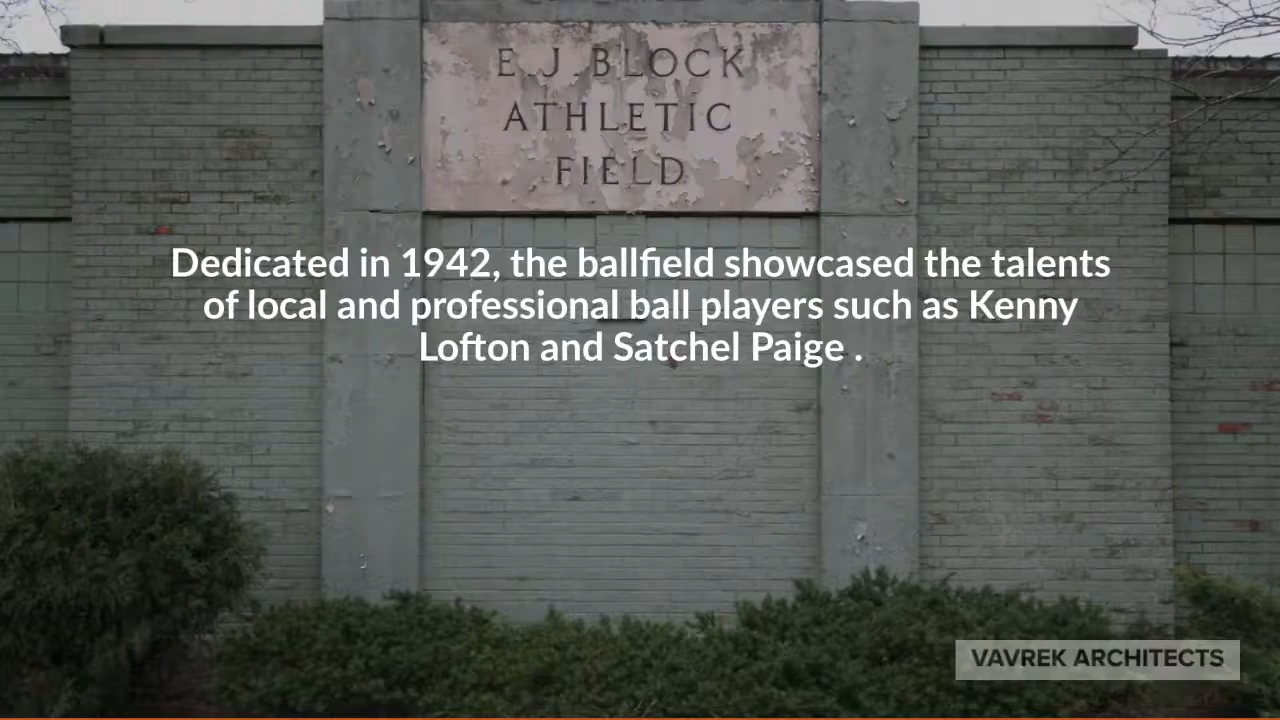 E.J.BLOCK
ATHLETIC
FIELD
Dedicated in 1942, the ballfield showcased the talents
of local and professional ball players such as Kenny
Lofton and Satchel Paige .
VAVREK ARCHITECTS